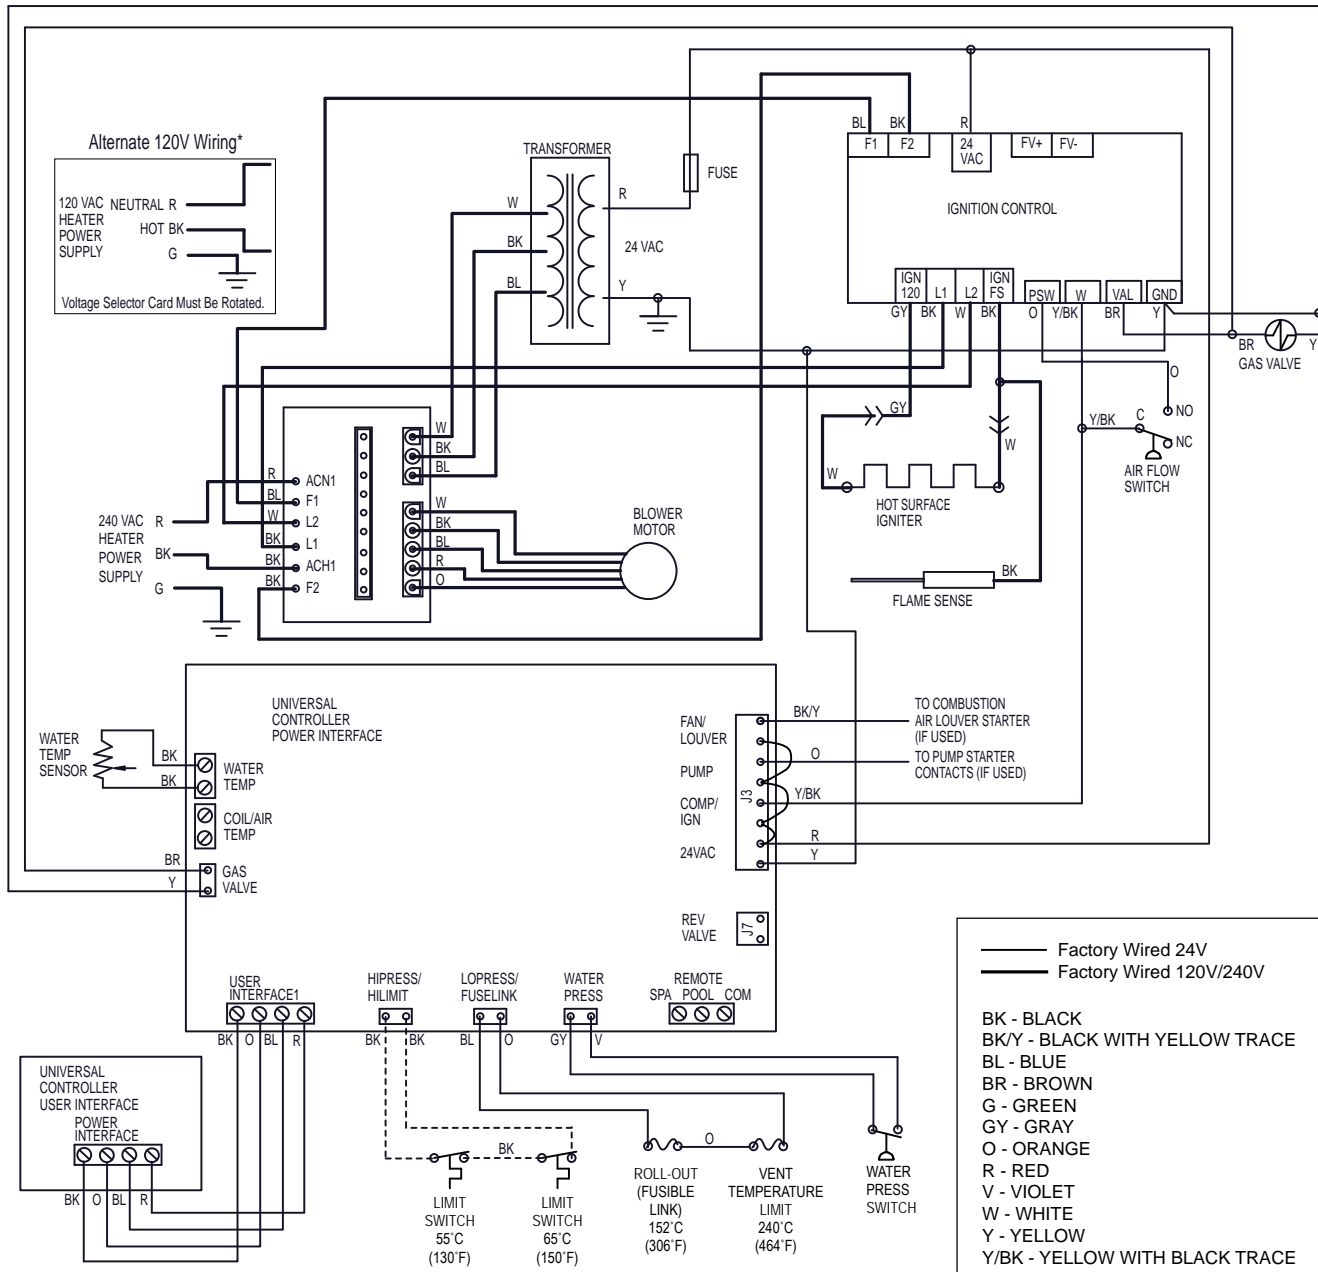 Alternate 120V Wiring*
120 VAC
HEATER
POWER
SUPPLY
NEUTRAL R
HOT BK
G
Voltage Selector Card Must Be Rotated.
TRANSFORMER
W
BK
BL
R
24 VAC
Y
FUSE
BL
BK
R
F1
F2
24
VAC
FV+
FV-
IGNITION CONTROL
IGN
120
L1
L2
IGN
FS
PSW
W
VAL
GND
GY
BK
W
BK
O
Y/BK
BR
Y
BR
Y
GAS VALVE
O
NO
Y/BK
C
NC
AIR FLOW
SWITCH
GY
W
W
HOT SURFACE
IGNITER
BK
FLAME SENSE
240 VAC
HEATER
POWER
SUPPLY
R
BK
G
R
BL
W
BK
BK
BK
ACN1
F1
L2
L1
ACH1
F2
W
BK
BL
W
BK
BL
R
O
BLOWER
MOTOR
UNIVERSAL
CONTROLLER
POWER INTERFACE
WATER
TEMP
SENSOR
BK
BK
WATER
TEMP
COIL/AIR
TEMP
BR
Y
GAS
VALVE
FAN/
LOUVER
PUMP
COMP/
IGN
24VAC
J3
BK/Y
O
Y/BK
R
Y
TO COMBUSTION
AIR LOUVER STARTER
(IF USED)
TO PUMP STARTER
CONTACTS (IF USED)
REV
VALVE
J7
USER
INTERFACE1
HIPRESS/
HILIMIT
LOPRESS/
FUSELINK
WATER
PRESS
REMOTE
SPA POOL COM
BK
O
BL
R
BK
BK
BL
O
GY
V
UNIVERSAL
CONTROLLER
USER INTERFACE
POWER
INTERFACE
BK
O
BL
R
BK
O
LIMIT
SWITCH
55°C
(130°F)
LIMIT
SWITCH
65°C
(150°F)
ROLL-OUT
(FUSIBLE
LINK)
152°C
(306°F)
VENT
TEMPERATURE
LIMIT
240°C
(464°F)
WATER
PRESS
SWITCH
Factory Wired 24V
Factory Wired 120V/240V
BK - BLACK
BK/Y - BLACK WITH YELLOW TRACE
BL - BLUE
BR - BROWN
G - GREEN
GY - GRAY
O - ORANGE
R - RED
V - VIOLET
W - WHITE
Y - YELLOW
Y/BK - YELLOW WITH BLACK TRACE